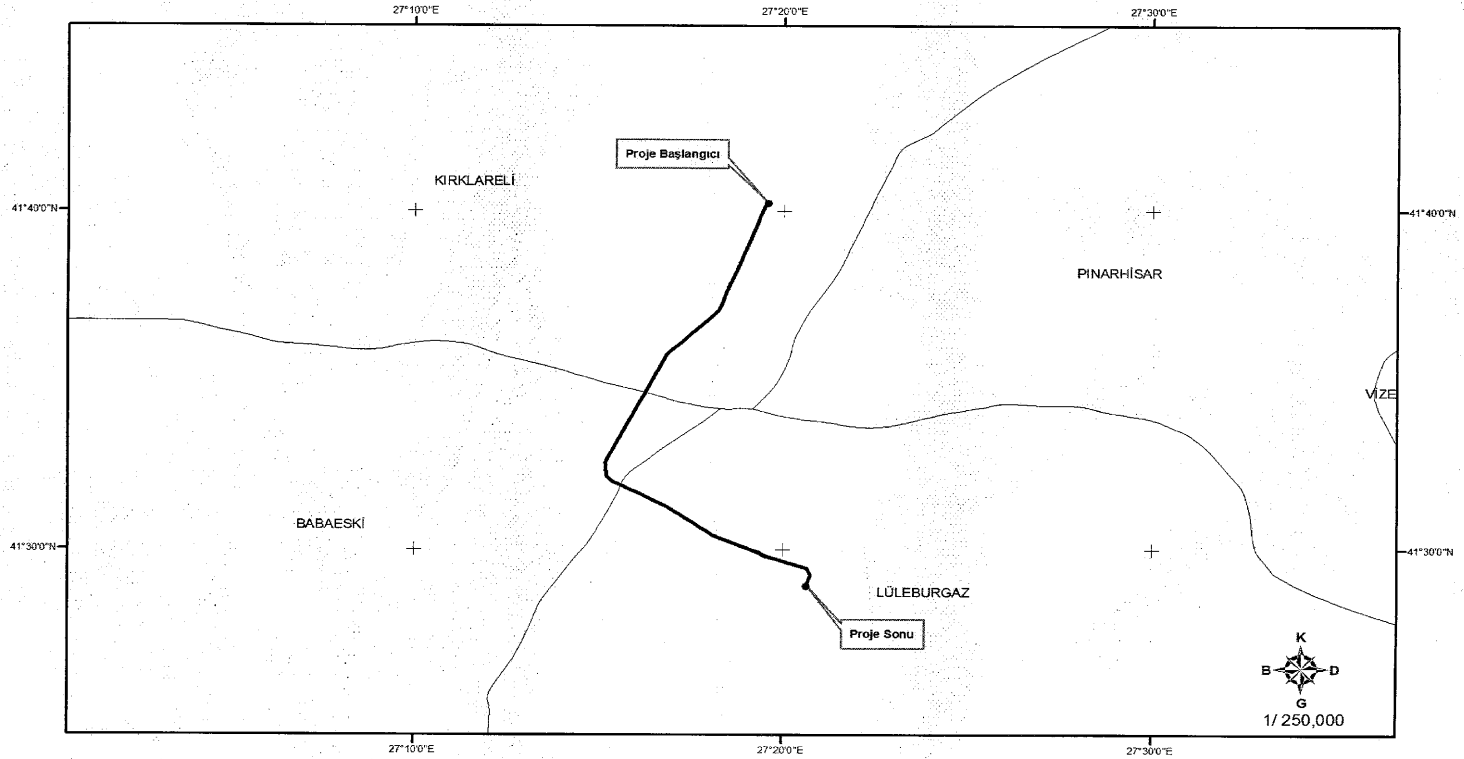 27°10'0"E
27°20'0"E
27°30'0"E
Proje Başlangıcı
KIRKLARELİ
41°40'0"N
41°40'0"N
PINARHİSAR
VİZE
BABAESKİ
41°30'0"N
41°30'0"N
LÜLEBURGAZ
Proje Sonu
K
B D
G
1/ 250,000
27°10'0"E
27°20'0"E
27°30'0"E